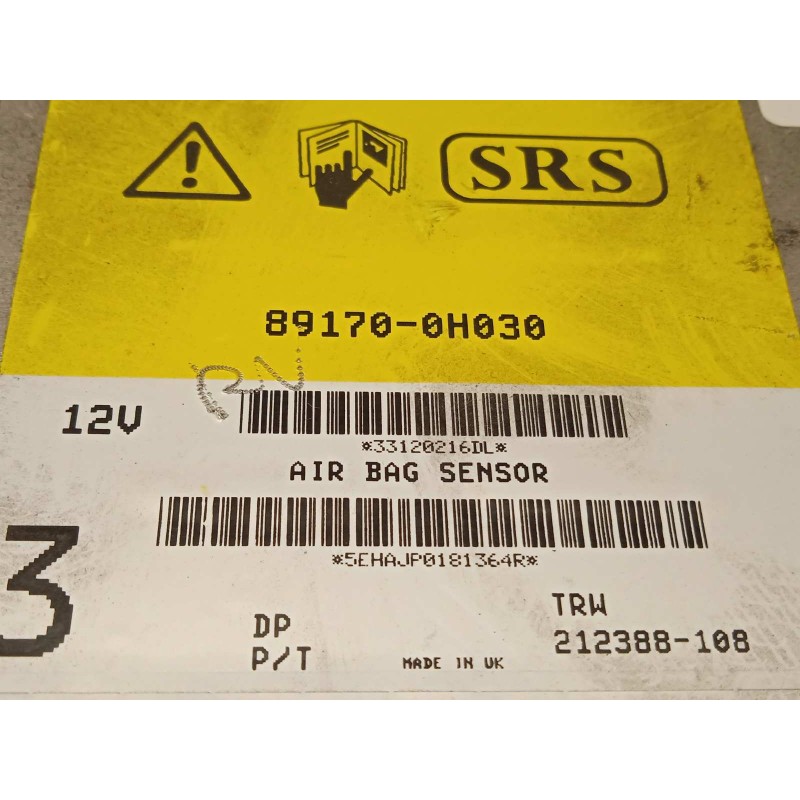 SRS
89170-0H030
12V
*33120216DL*
AIR BAG SENSOR
*5EHAJP0181364R*
3
DP
P/T
MADE IN UK
TRW
212388-108